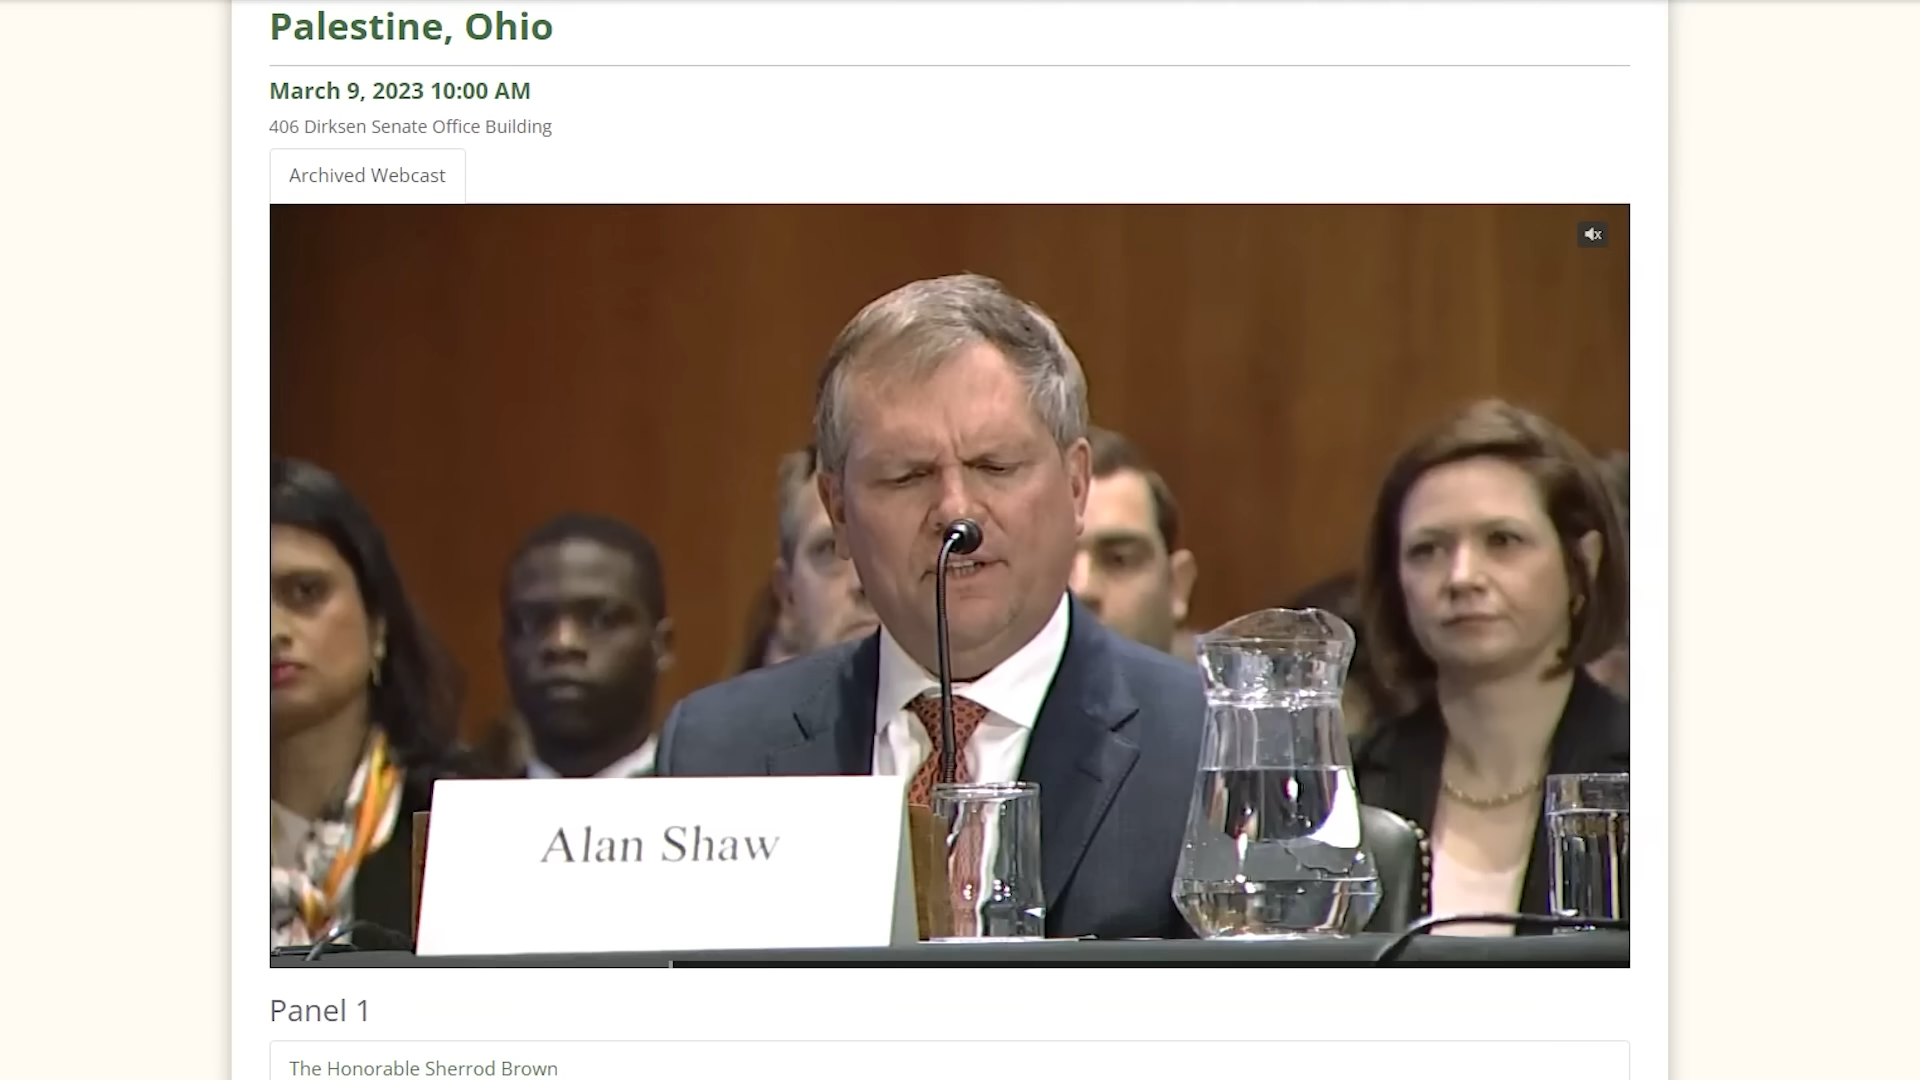 Palestine, Ohio
March 9, 2023 10:00 AM
406 Dirksen Senate Office Building
Archived Webcast
Alan Shaw
Panel 1
The Honorable Sherrod Brown